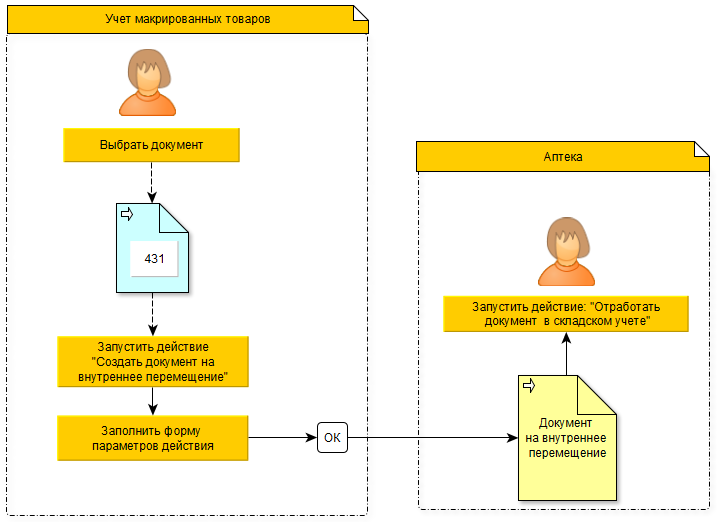 Учет макрированных товаров
Выбрать документ
431
Запустить действие
"Создать документ на
внутреннее перемещение"
Заполнить форму
параметров действия
ОК
Аптека
Запустить действие: "Отработать
документ в складском учете"
Документ
на внутреннее
перемещение